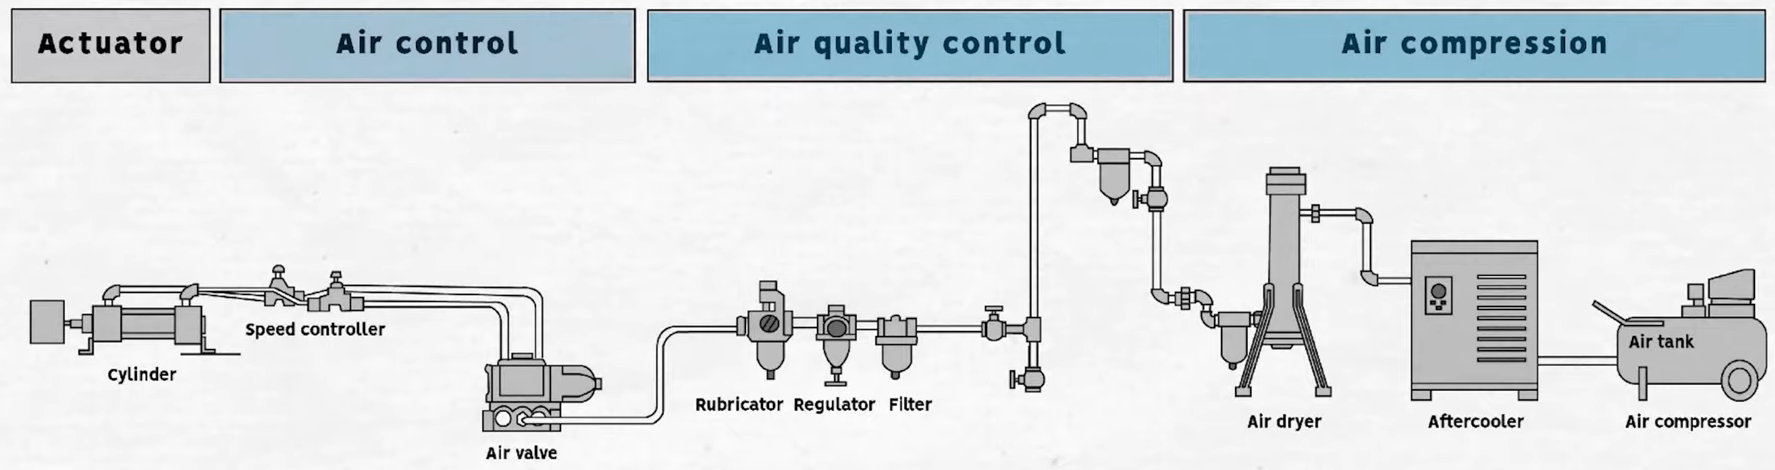 Actuator
Air control
Air quality control
Air compression
Speed controller
Cylinder
Air valve
Rubricator
Regulator
Filter
Air dryer
Aftercooler
Air tank
Air compressor